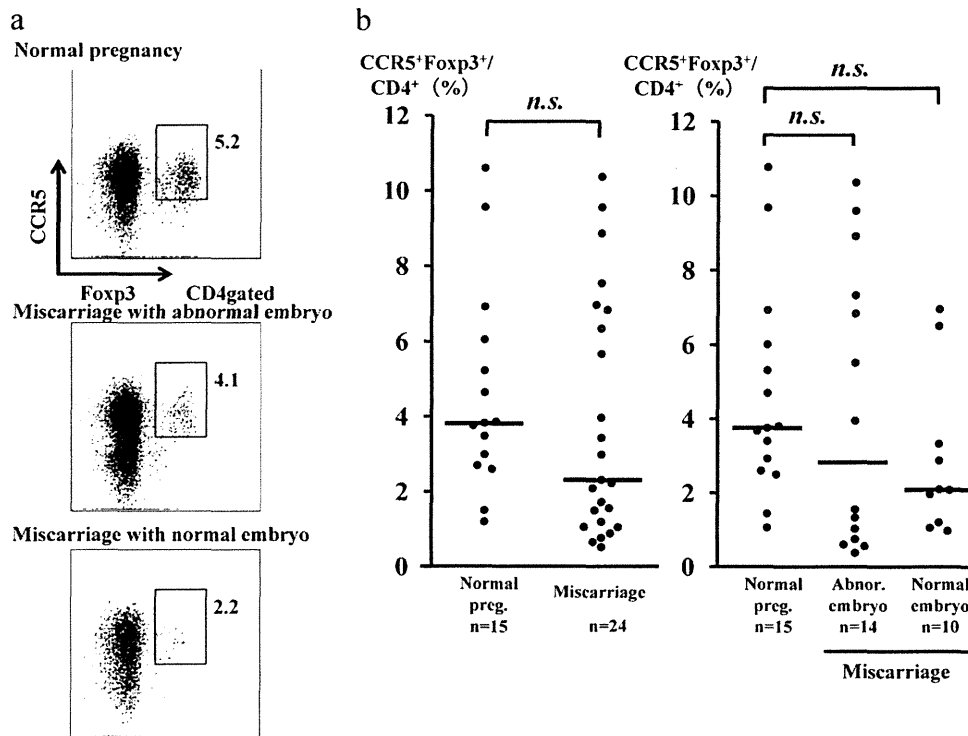 a
Normal pregnancy
5.2
CCR5
Foxp3 CD4gated
Miscarriage with abnormal embryo
4.1
Miscarriage with normal embryo
2.2
b
CCR5⁺Foxp3⁺/
CD4⁺ (%)
n.s.
12
10
8
6
4
2
0
Normal
preg.
n=15
Miscarriage
n=24
CCR5⁺Foxp3⁺/
CD4⁺ (%)
n.s.
n.s.
12
10
8
6
4
2
0
Normal
preg.
n=15
Abnor.
embryo
n=14
Normal
embryo
n=10
Miscarriage